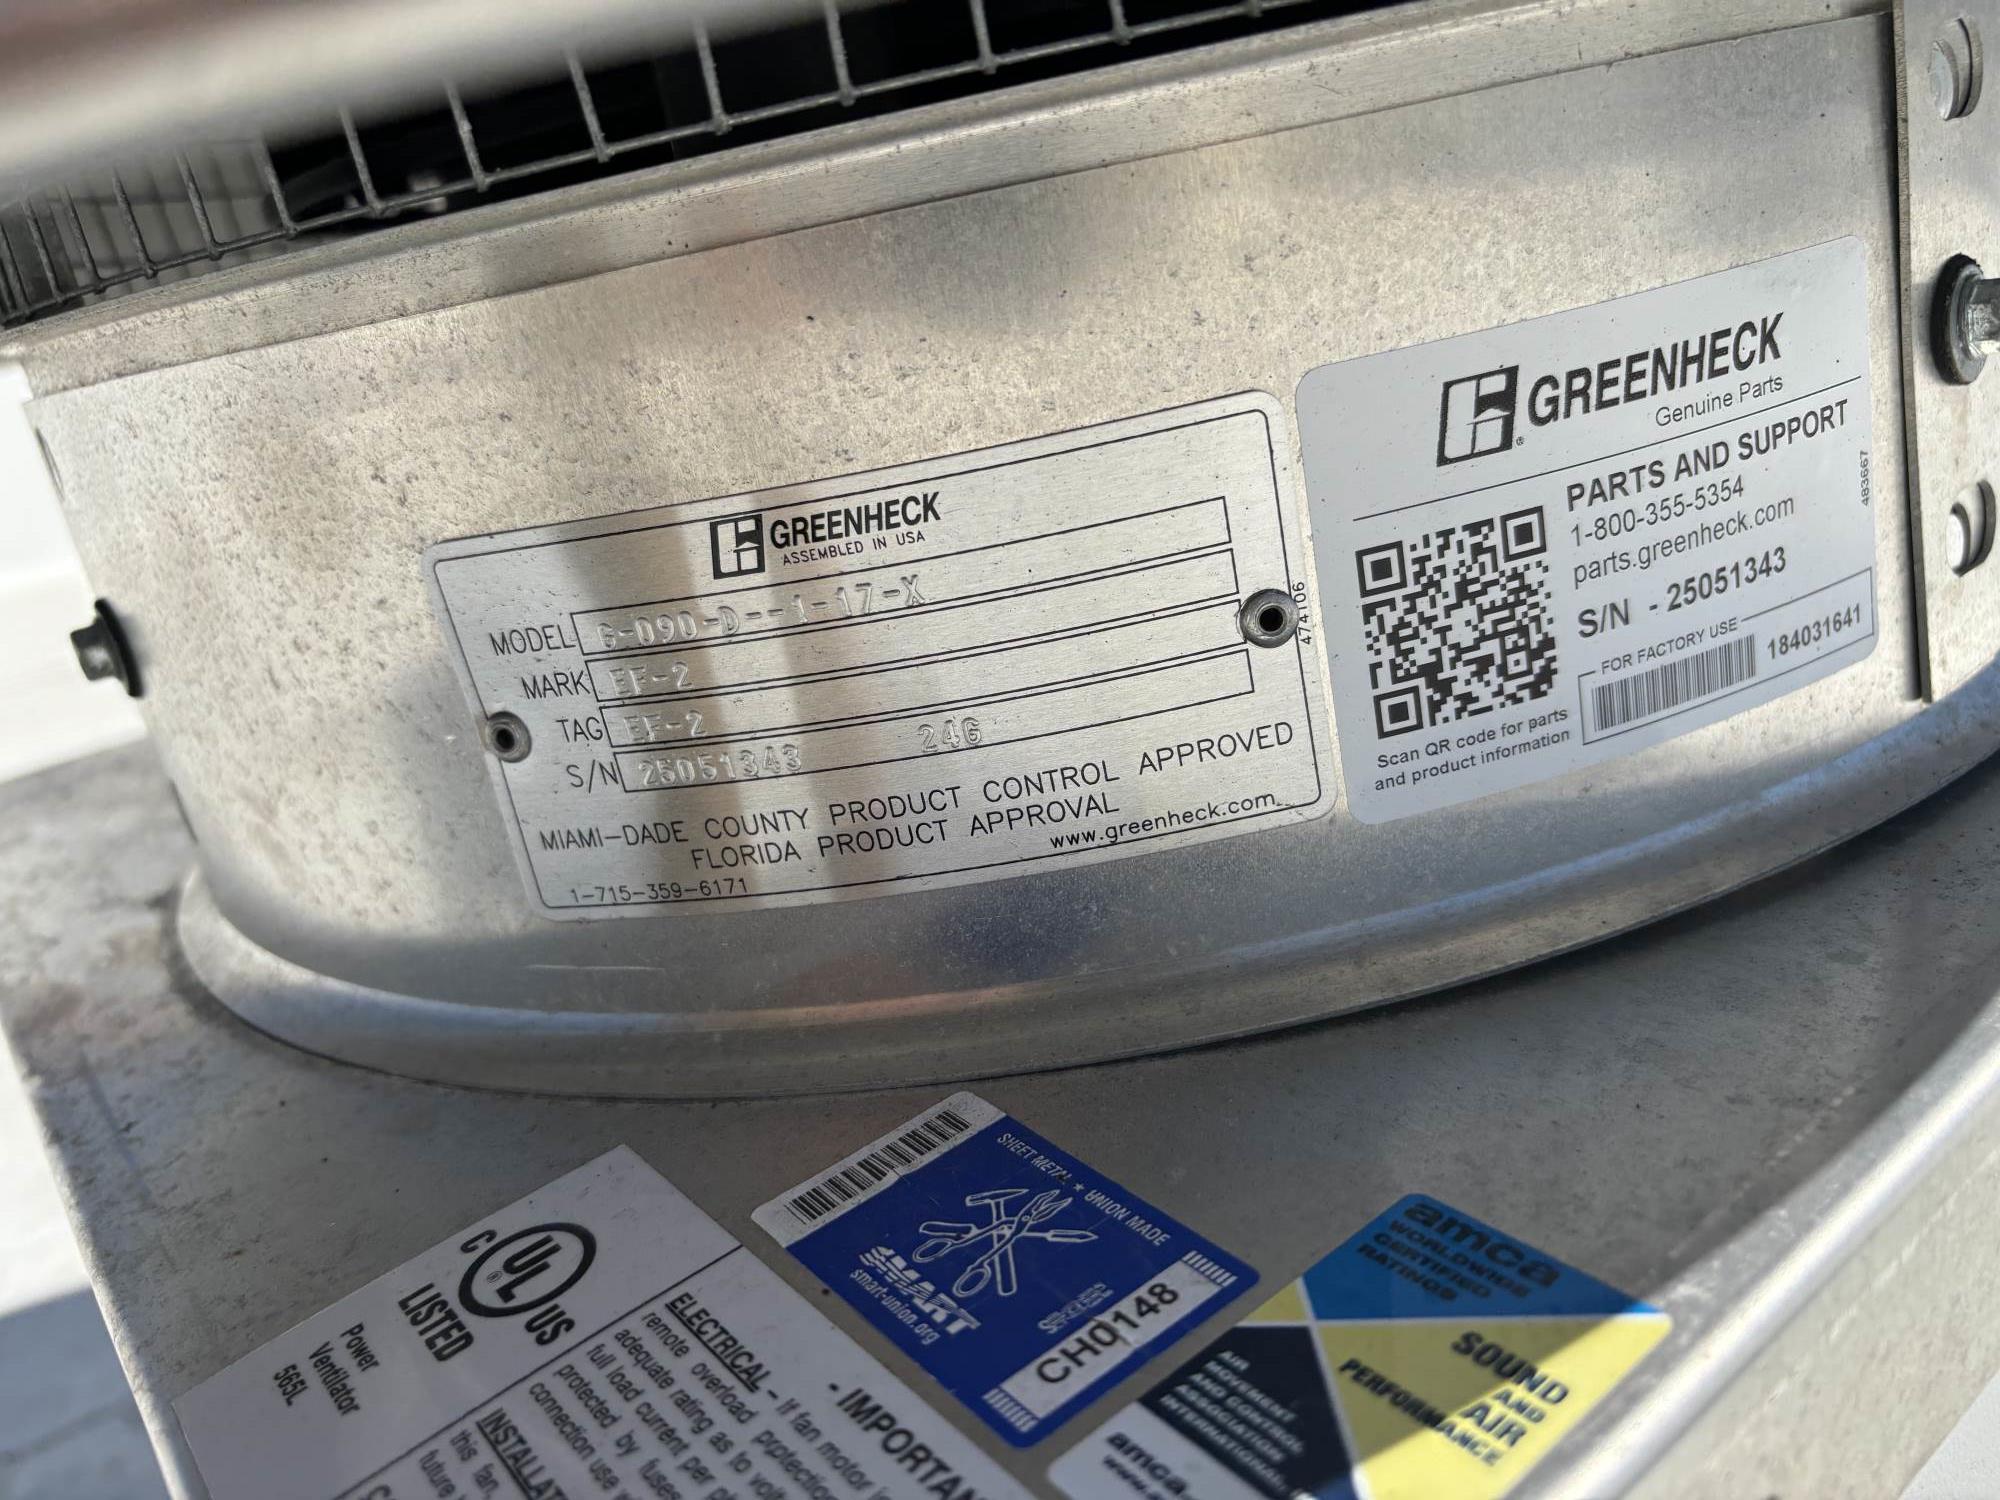 GREENHECK
ASSEMBLED IN USA
MODEL G-090-D--1-17-X
MARK EF-2
TAG EF-2
S/N 25051343 24G
MIAMI-DADE COUNTY PRODUCT CONTROL APPROVED
FLORIDA PRODUCT APPROVAL
www.greenheck.com
1-715-359-6171
474106
GREENHECK
Genuine Parts
PARTS AND SUPPORT
1-800-355-5354
parts.greenheck.com
S/N - 25051343
FOR FACTORY USE
184031641
Scan QR code for parts
and product information
483667
C UL US
®
LISTED
Power
Ventilator
565L
- IMPORTAN
ELECTRICAL - If fan motor i
remote overload protectio
adequate rating as to volt
full load current per p
protected by fuse
connection use
INSTALLAT
this fan,
future
SHEET METAL ★ UNION MADE
SMART
smart-union.org
CH0148
amca
WORLDWIDE
CERTIFIED
RATINGS
SOUND
AND
AIR
PERFORMANCE
AIR
MOVEMENT
AND CONTROL
ASSOCIATION
INTERNATIONAL
amca